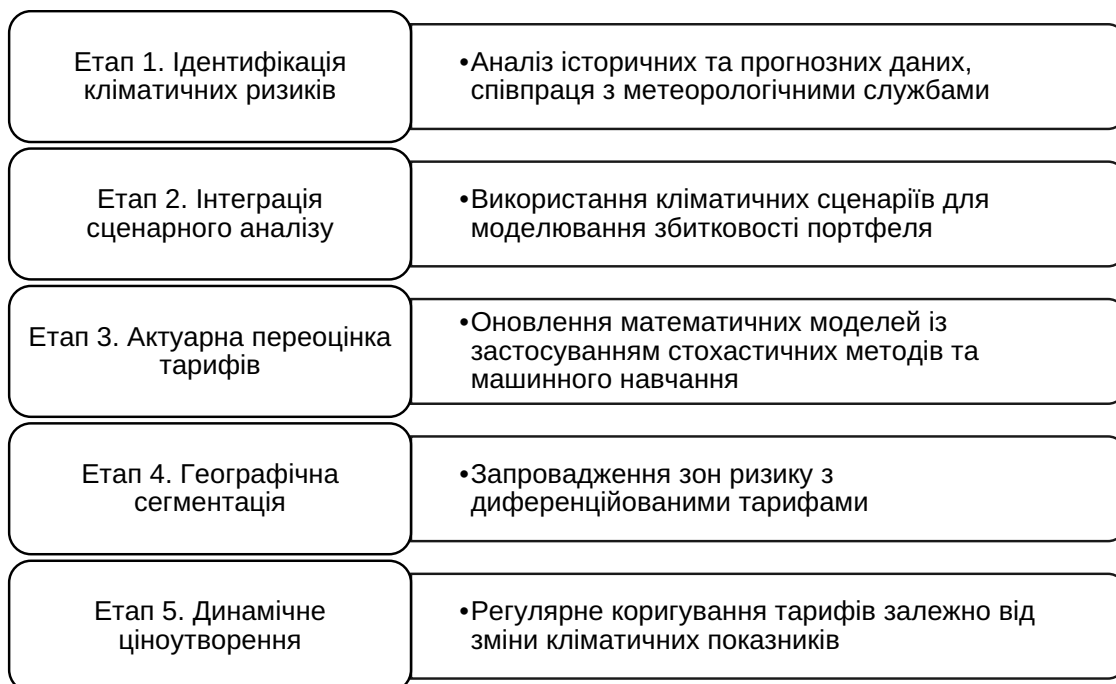 Етап 1. Ідентифікація
кліматичних ризиків
•Аналіз історичних та прогнозних даних,
співпраця з метеорологічними службами
Етап 2. Інтеграція
сценарного аналізу
•Використання кліматичних сценаріїв для
моделювання збитковості портфеля
Етап 3. Актуарна переоцінка
тарифів
•Оновлення математичних моделей із
застосуванням стохастичних методів та
машинного навчання
Етап 4. Географічна
сегментація
•Запровадження зон ризику з
диференційованими тарифами
Етап 5. Динамічне
ціноутворення
•Регулярне коригування тарифів залежно від
зміни кліматичних показників